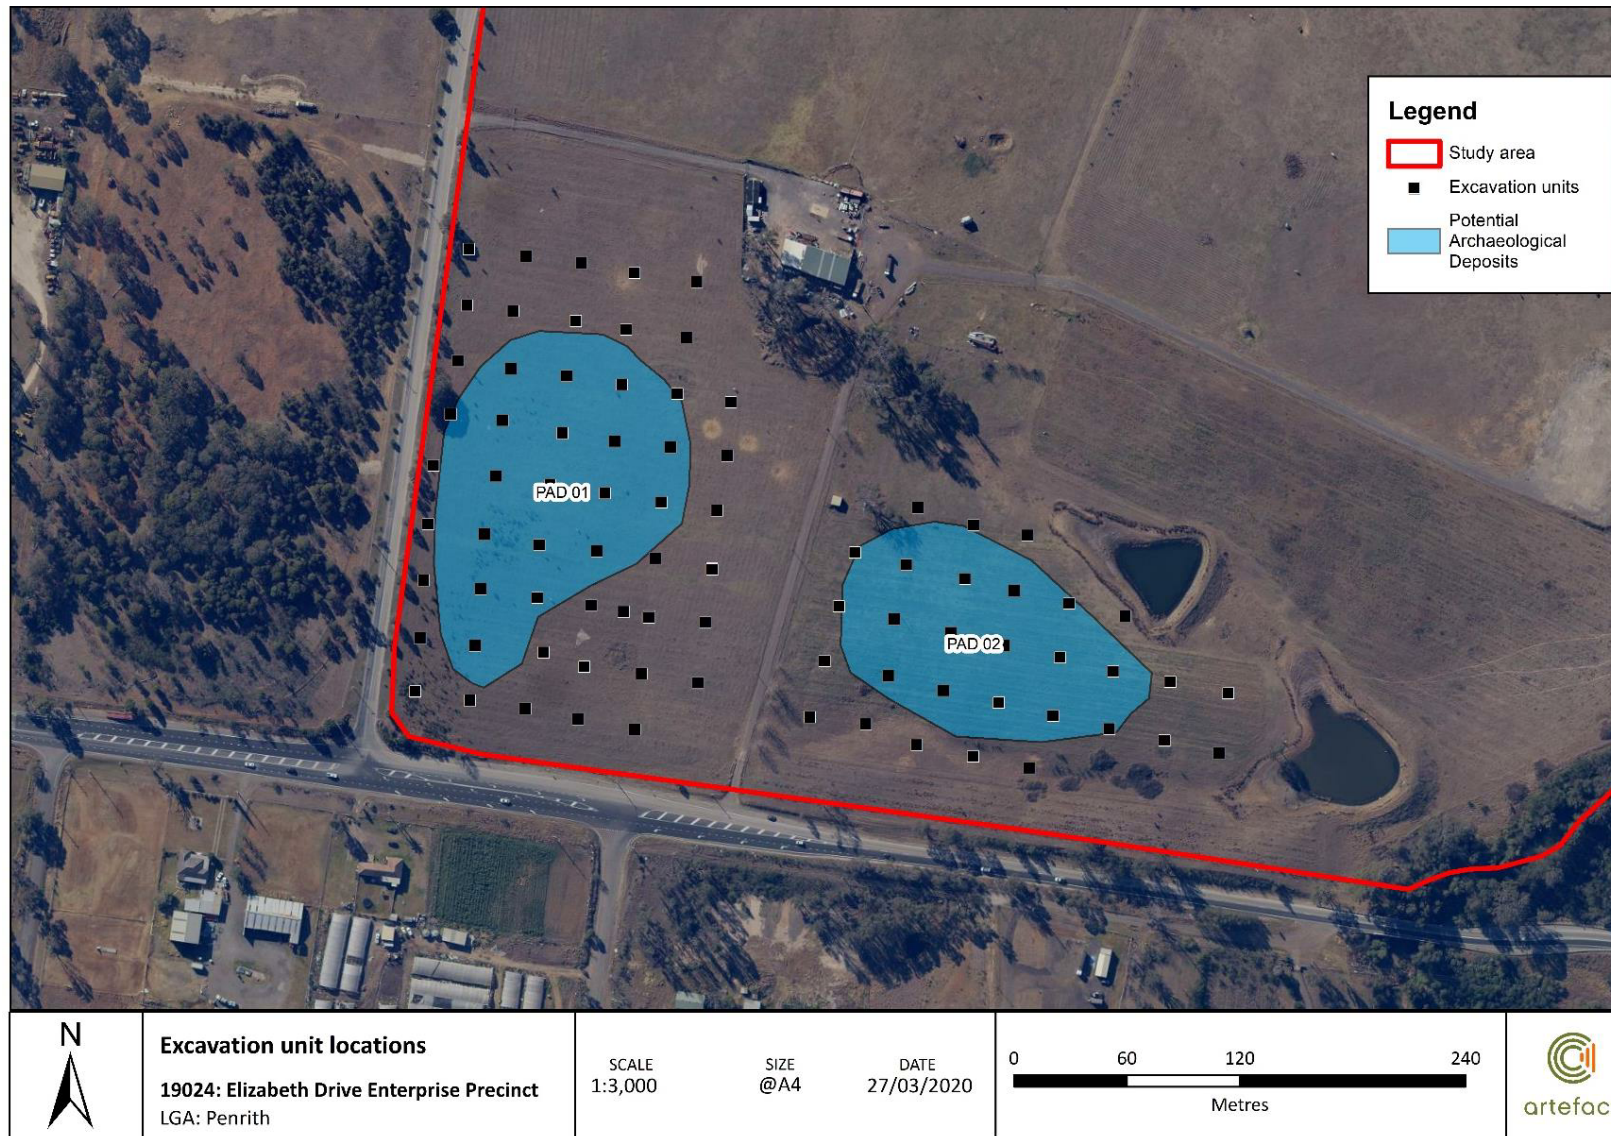 Legend
Study area
Excavation units
Potential
Archaeological
Deposits
PAD 01
PAD 02
N
Excavation unit locations
19024: Elizabeth Drive Enterprise Precinct
LGA: Penrith
SCALE
1:3,000
SIZE
@A4
DATE
27/03/2020
0 60 120 240
Metres
artefac